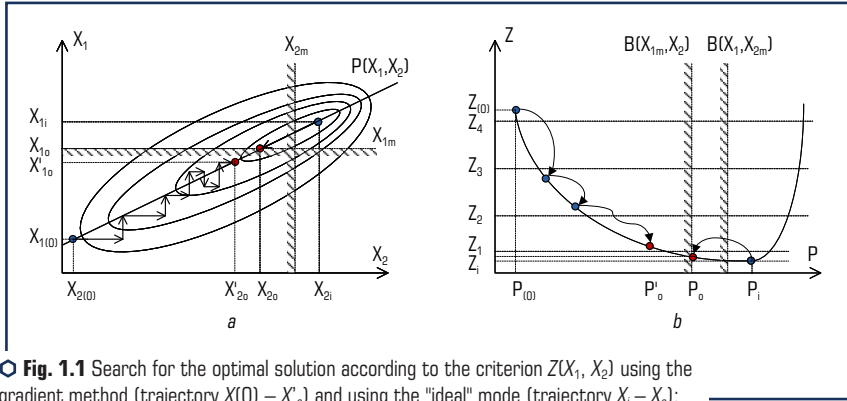 X₁
X₂ₘ
P(X₁,X₂)
X₁ᵢ
X₁ₒ
X'₁ₒ
X₁ₘ
X₁₍₀₎
X₂
X₂₍₀₎ X'₂ₒ X₂ₒ X₂ᵢ
a
Z
B(X₁ₘ,X₂) B(X₁,X₂ₘ)
Z₍₀₎
Z₄
Z₃
Z₂
Z₁
Zᵢ
P
P₍₀₎ P'ₒ Pₒ Pᵢ
b
Fig. 1.1 Search for the optimal solution according to the criterion Z(X₁, X₂) using the
gradient method (trajectory X(0) – X'ₒ) and using the "ideal" mode (trajectory Xᵢ – Xₒ):